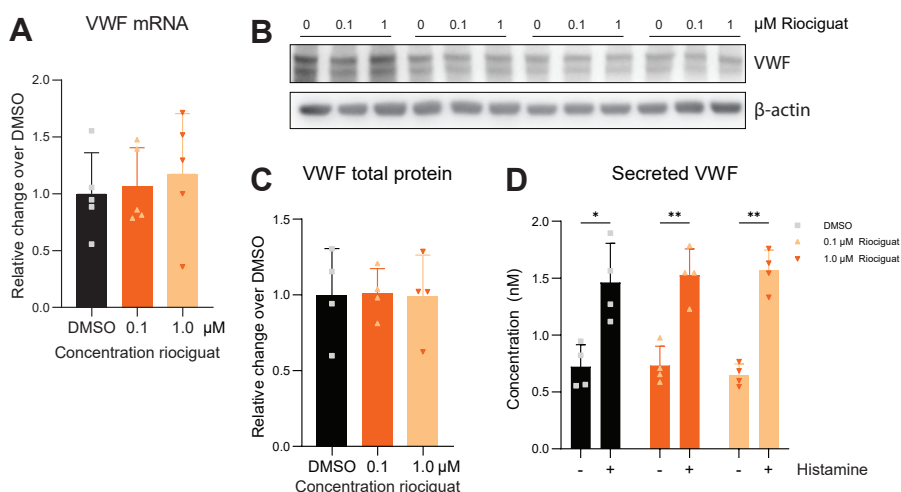 A
VWF mRNA
Relative change over DMSO
2.0
1.5
1.0
0.5
0.0
DMSO 0.1 1.0 µM
Concentration riociguat
B
0 0.1 1 0 0.1 1 0 0.1 1 0 0.1 1 µM Riociguat
VWF
β-actin
C
VWF total protein
Relative change over DMSO
1.5
1.0
0.5
0.0
DMSO 0.1 1.0 µM
Concentration riociguat
D
Secreted VWF
Concentration (nM)
2.0
1.5
1.0
0.5
0.0
* ** **
DMSO
0.1 µM Riociguat
1.0 µM Riociguat
- + - + - + Histamine